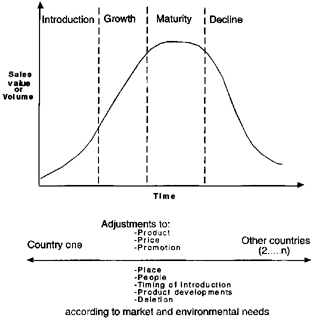 Introduction Growth Maturity Decline
Sales
value
or
Volume
Time
Adjustments to:
-Product
-Price
-Promotion
Country one
Other countries
(2.....n)
-Place
-People
-Timing of Introduction
-Product developments
-Deletion
according to market and environmental needs